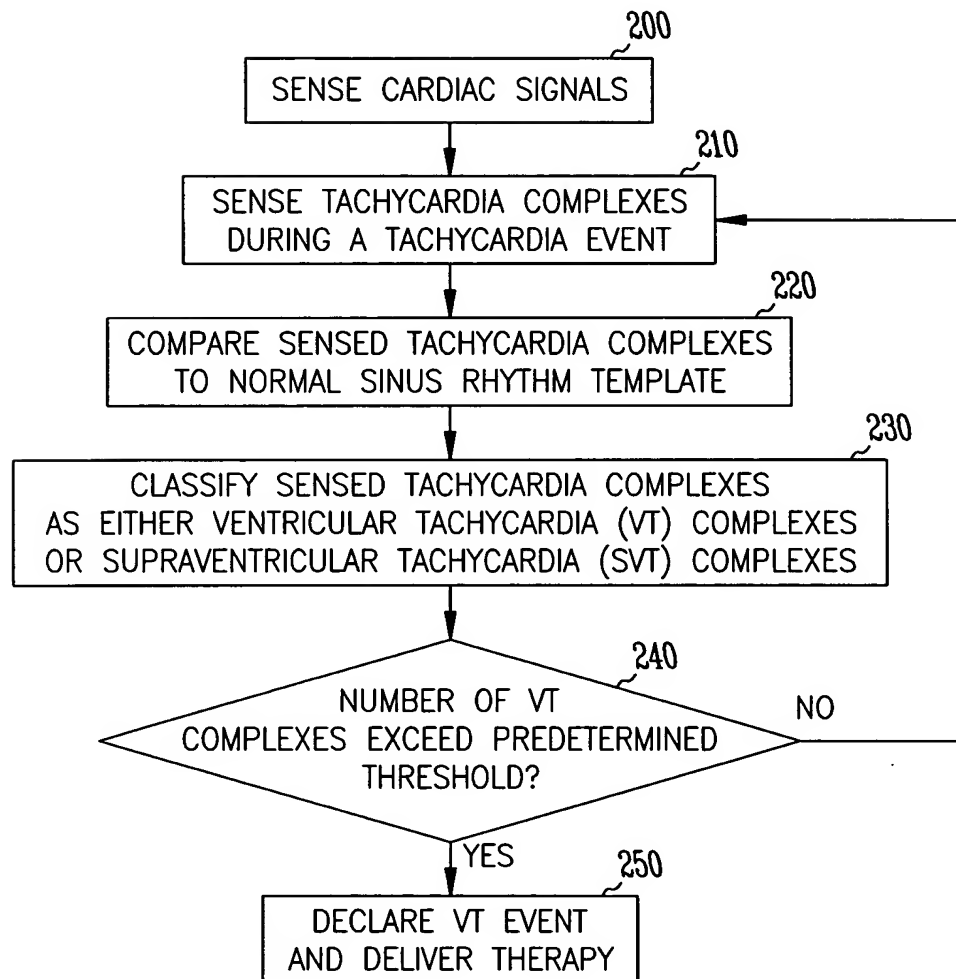 200
SENSE CARDIAC SIGNALS
210
SENSE TACHYCARDIA COMPLEXES
DURING A TACHYCARDIA EVENT
220
COMPARE SENSED TACHYCARDIA COMPLEXES
TO NORMAL SINUS RHYTHM TEMPLATE
230
CLASSIFY SENSED TACHYCARDIA COMPLEXES
AS EITHER VENTRICULAR TACHYCARDIA (VT) COMPLEXES
OR SUPRAVENTRICULAR TACHYCARDIA (SVT) COMPLEXES
240
NUMBER OF VT
COMPLEXES EXCEED PREDETERMINED
THRESHOLD?
NO
YES
250
DECLARE VT EVENT
AND DELIVER THERAPY